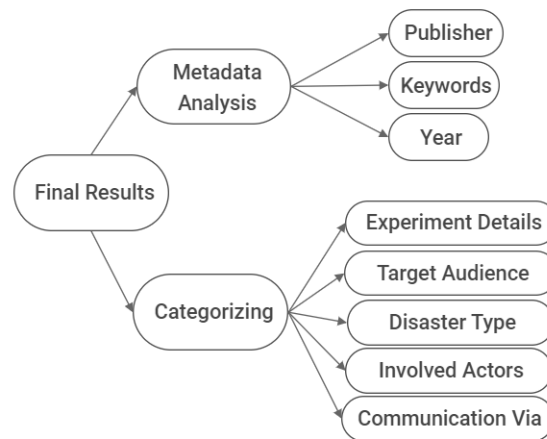 Publisher
Metadata
Analysis
Keywords
Year
Final Results
Experiment Details
Target Audience
Categorizing
Disaster Type
Involved Actors
Communication Via